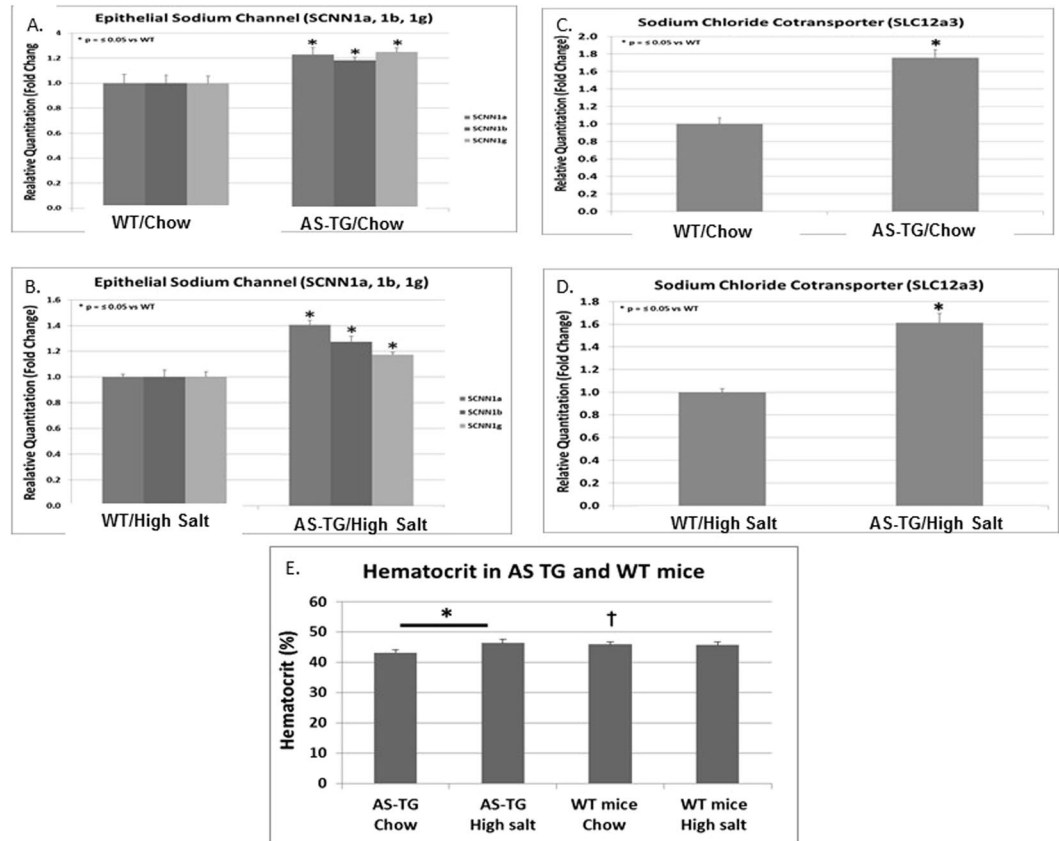 A.
Epithelial Sodium Channel (SCNN1a, 1b, 1g)
* p = ≤ 0.05 vs WT
Realative Quantitation (Fold Chang
4
1.2
1.0
0.8
0.6
0.4
0.2
0.0
* * *
SCNN1a
SCNN1b
SCNN1g
WT/Chow
AS-TG/Chow
C.
Sodium Chloride Cotransporter (SLC12a3)
* p = ≤ 0.05 vs WT
Relative Quantitation (Fold Change)
2.0
1.8
1.6
1.4
1.2
1.0
0.8
0.6
0.4
0.2
0.0
*
WT/Chow
AS-TG/Chow
B.
Epithelial Sodium Channel (SCNN1a, 1b, 1g)
* p = ≤ 0.05 vs WT
Realative Quantitation (Fold Change)
1.6
1.4
1.2
1.0
0.8
0.6
0.4
0.2
0.0
* * *
SCNN1a
SCNN1b
SCNN1g
WT/High Salt
AS-TG/High Salt
D.
Sodium Chloride Cotransporter (SLC12a3)
* p = ≤ 0.05 vs WT
Relative Quantitation (Fold Change)
1.8
1.6
1.4
1.2
1.0
0.8
0.6
0.4
0.2
0.0
*
WT/High Salt
AS-TG/High Salt
E.
Hematocrit in AS TG and WT mice
Hematocrit (%)
60
50
40
30
20
10
0
* †
AS-TG
Chow
AS-TG
High salt
WT mice
Chow
WT mice
High salt